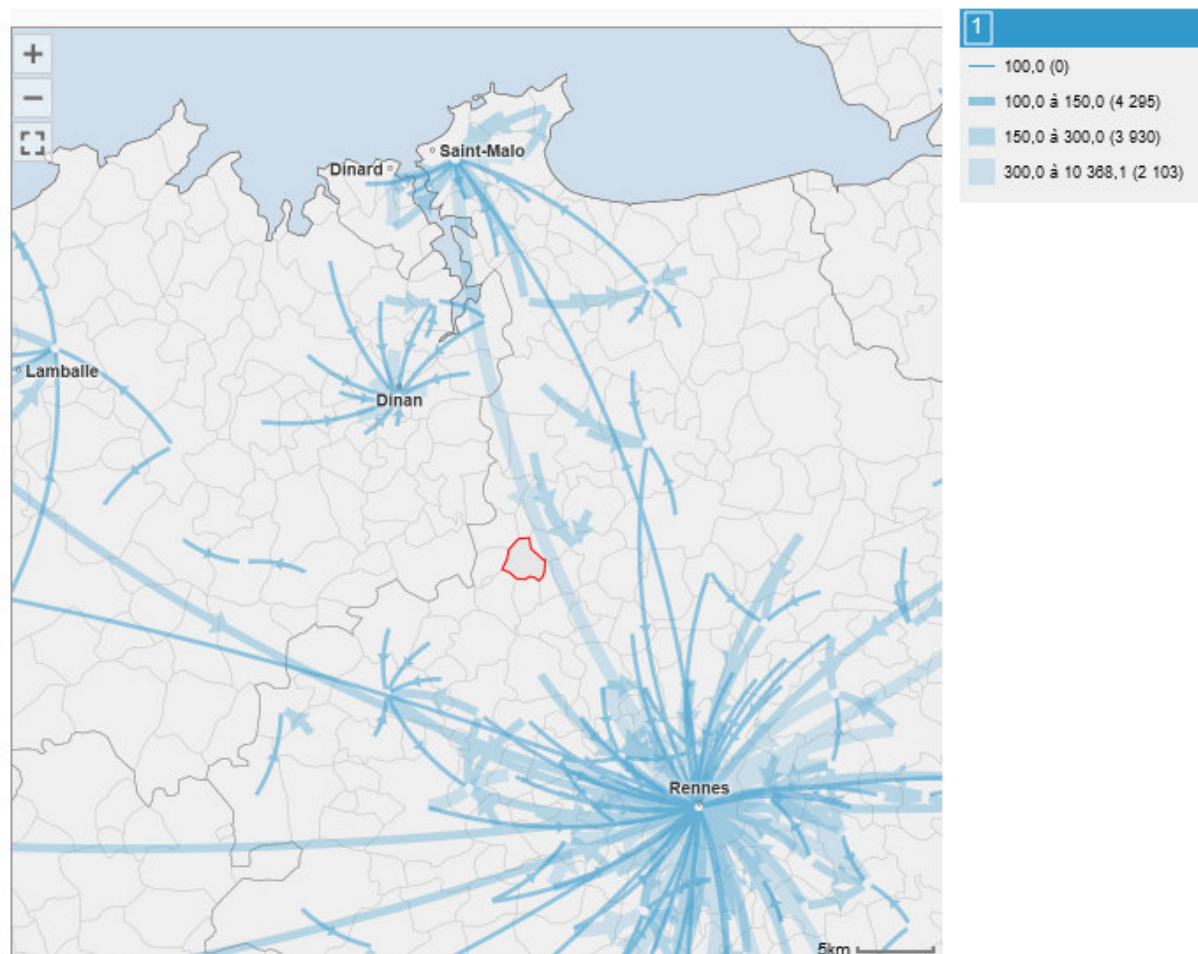 +
−
1
100,0 (0)
100,0 à 150,0 (4 295)
150,0 à 300,0 (3 930)
300,0 à 10 368,1 (2 103)
Saint-Malo
Dinard
Lamballe
Dinan
Rennes
5km